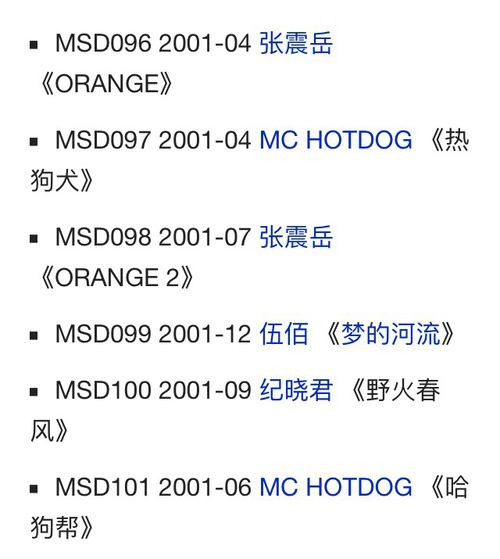 ▪ MSD096 2001-04 张震岳
《ORANGE》
▪ MSD097 2001-04 MC HOTDOG 《热
狗犬》
▪ MSD098 2001-07 张震岳
《ORANGE 2》
▪ MSD099 2001-12 伍佰 《梦的河流》
▪ MSD100 2001-09 纪晓君 《野火春
风》
▪ MSD101 2001-06 MC HOTDOG 《哈
狗帮》